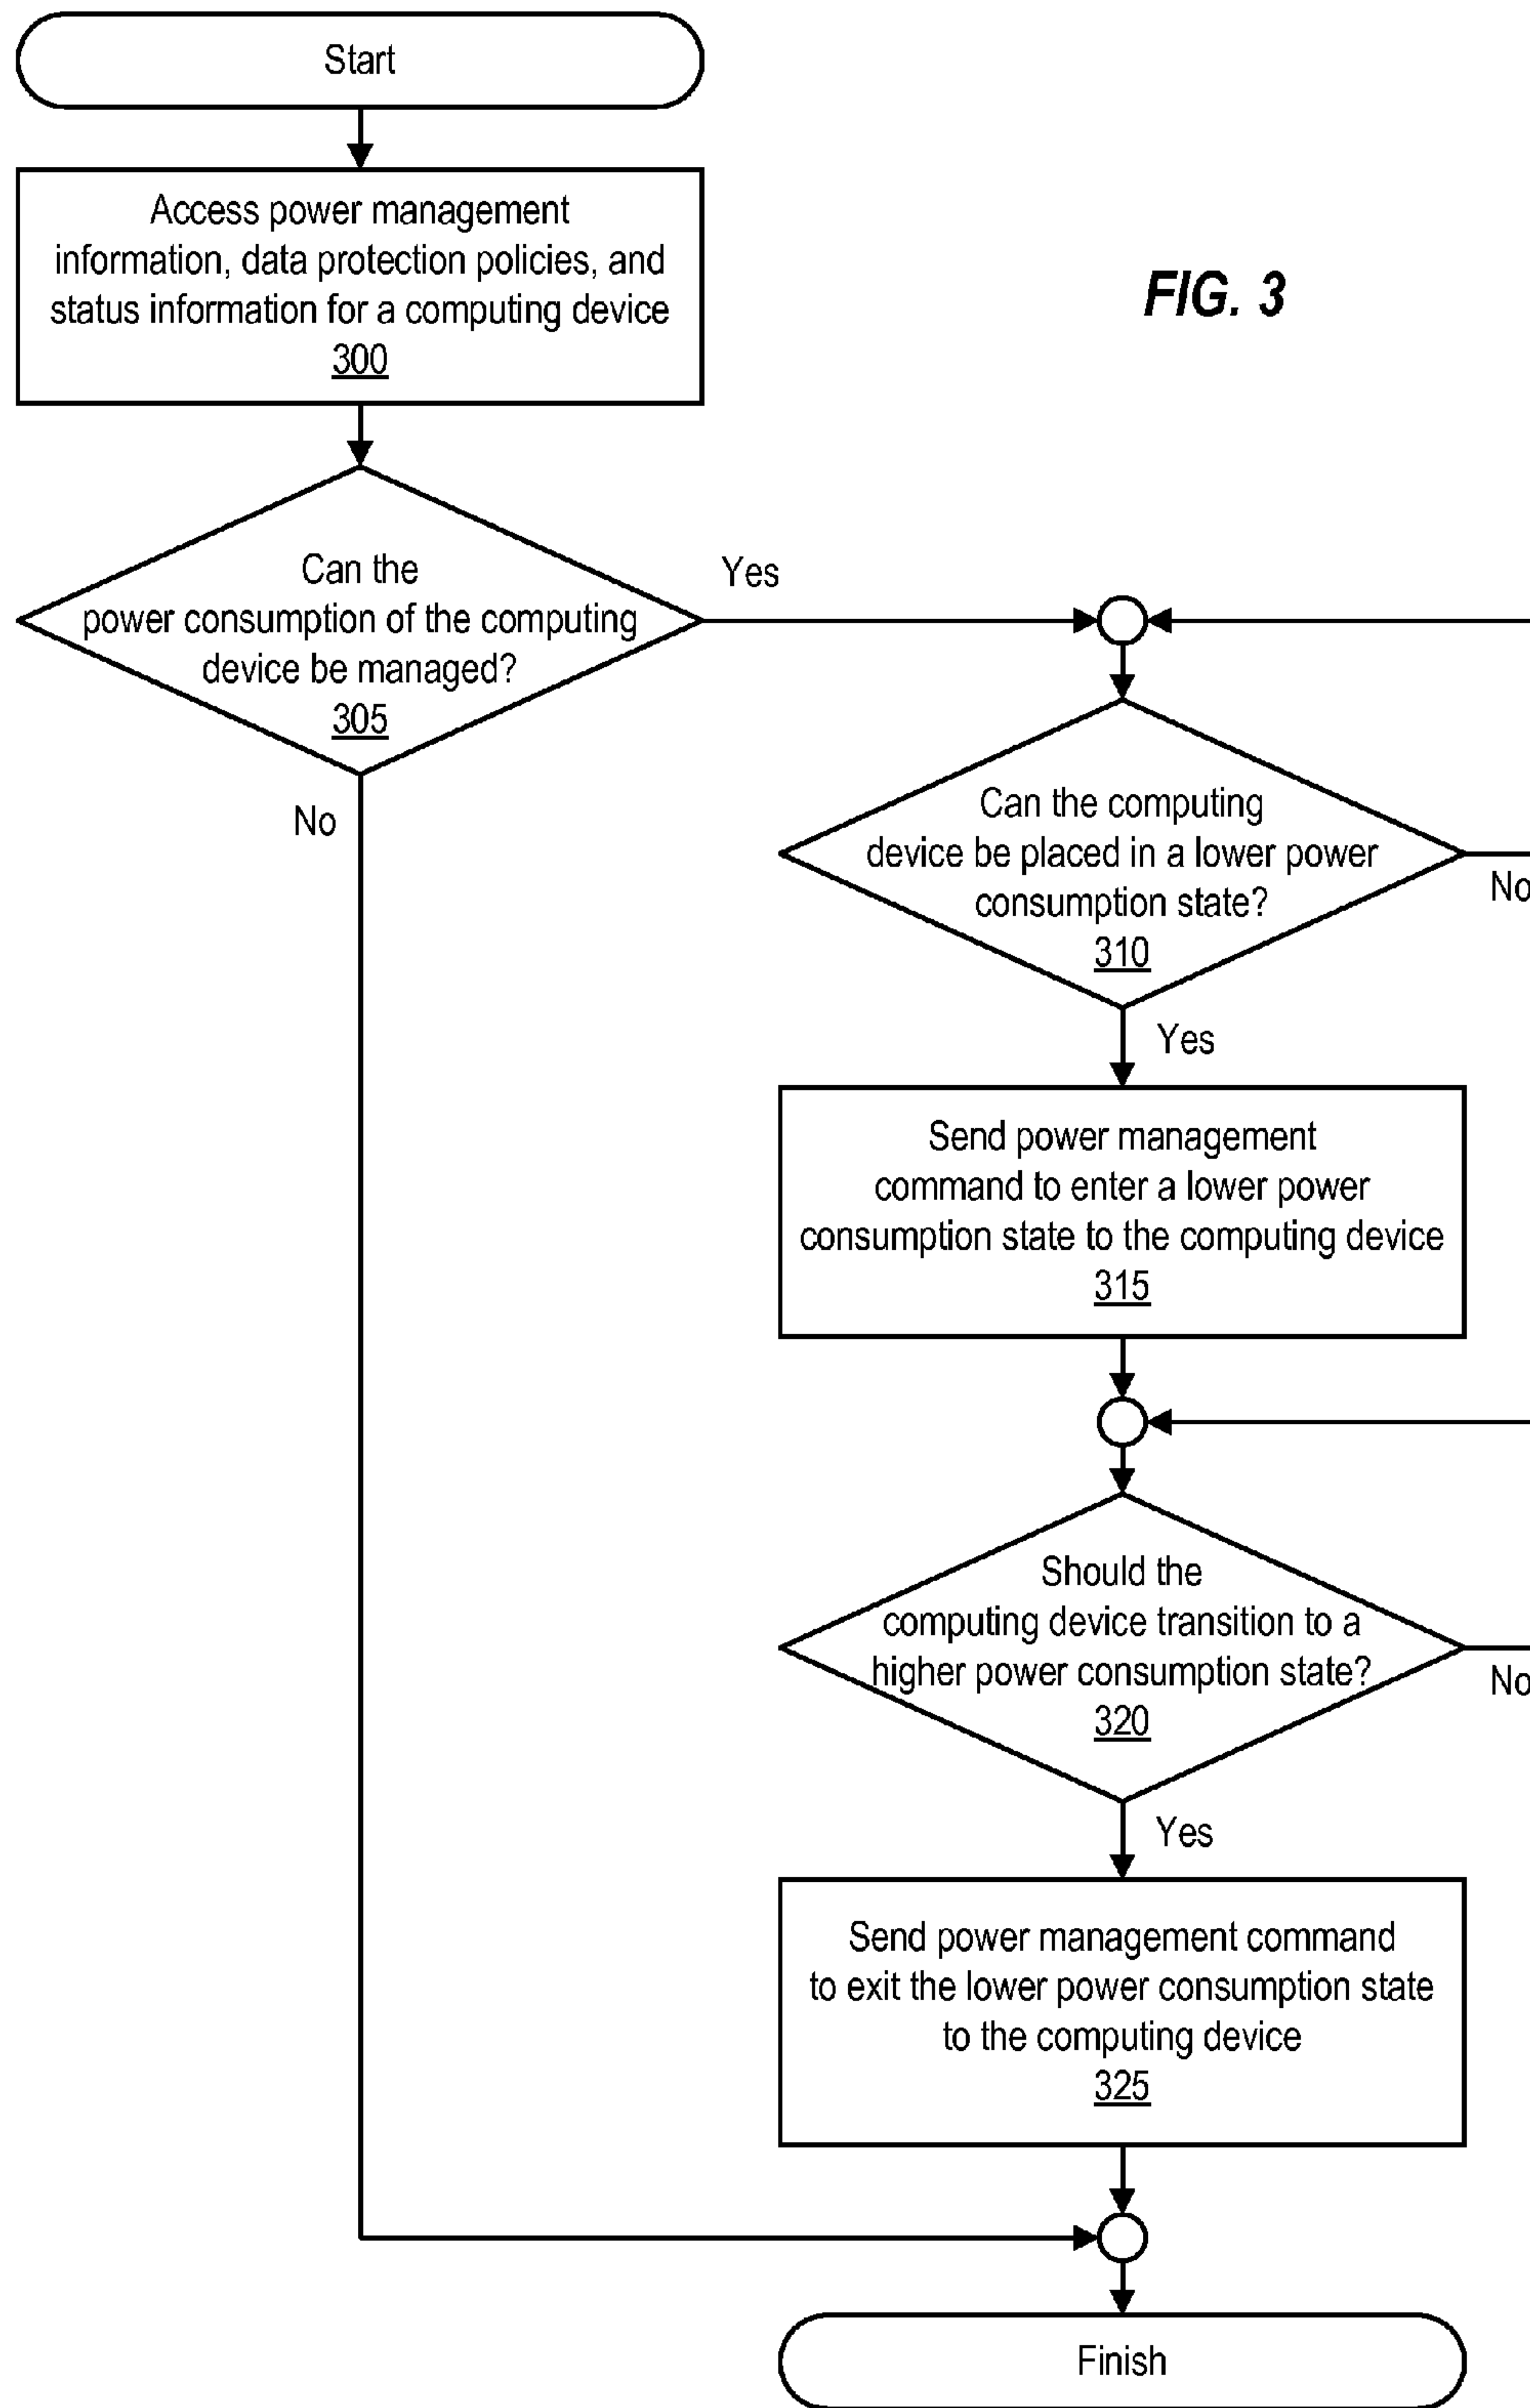 Start
Access power management
information, data protection policies, and
status information for a computing device
300
FIG. 3
Can the
power consumption of the computing
device be managed?
305
Yes
No
Can the computing
device be placed in a lower power
consumption state?
310
No
Yes
Send power management
command to enter a lower power
consumption state to the computing device
315
Should the
computing device transition to a
higher power consumption state?
320
No
Yes
Send power management command
to exit the lower power consumption state
to the computing device
325
Finish